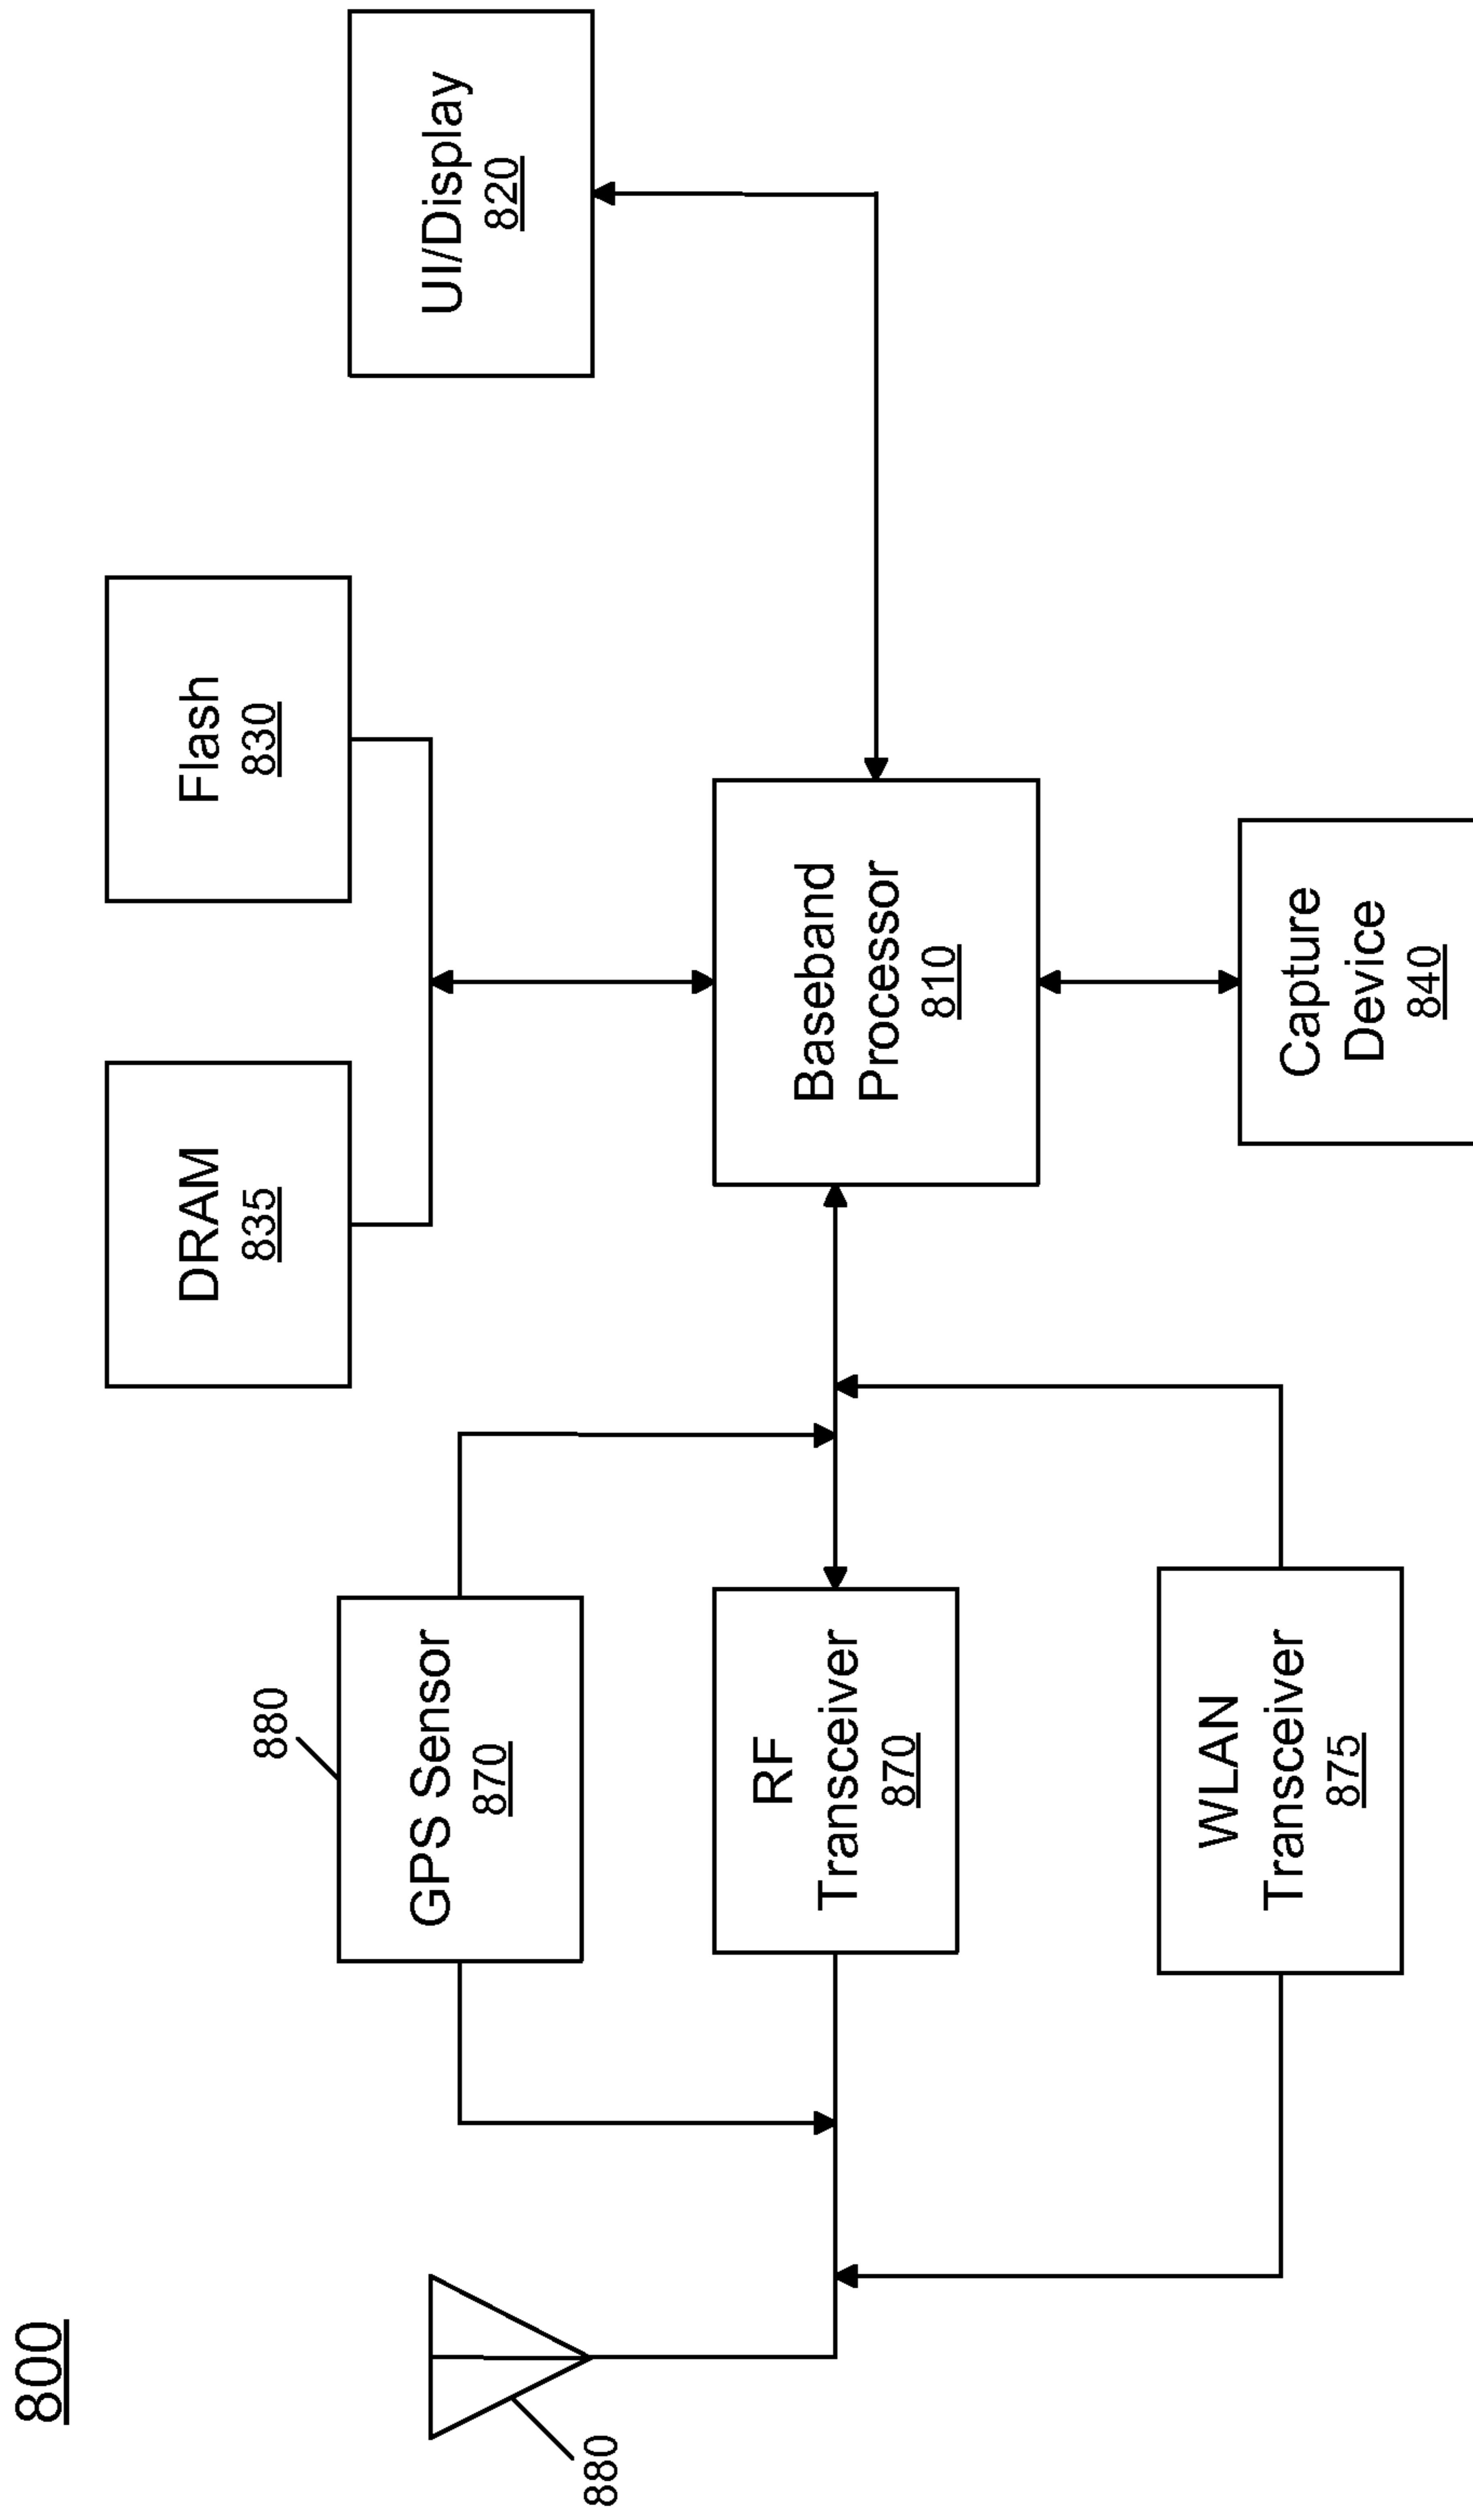 800
DRAM
835
Flash
830
UI/Display
820
880
GPS Sensor
870
880
RF
Transceiver
870
Baseband
Processor
810
WLAN
Transceiver
875
Capture
Device
840